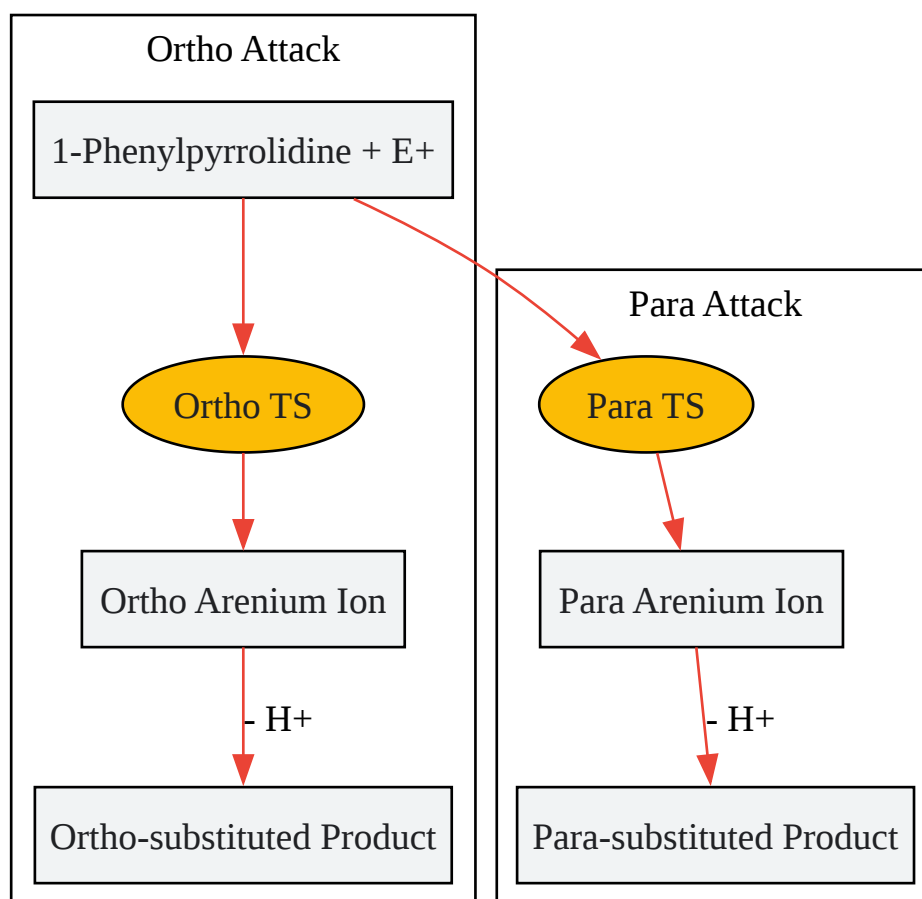 Ortho Attack
1-Phenylpyrrolidine + E+
Para Attack
Ortho TS
Para TS
Ortho Arenium Ion
Para Arenium Ion
- H+
- H+
Ortho-substituted Product
Para-substituted Product